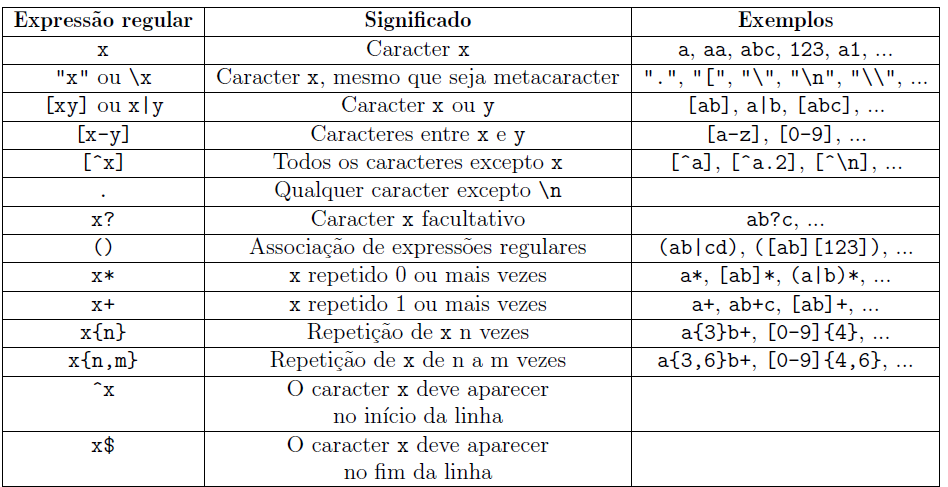 Expressão regular Significado Exemplos
x Caracter x a, aa, abc, 123, a1, ...
"x" ou \x Caracter x, mesmo que seja metacaracter ".", "[", "\", "\n", "\\", ...
[xy] ou x|y Caracter x ou y [ab], a|b, [abc], ...
[x-y] Caracteres entre x e y [a-z], [0-9], ...
[^x] Todos os caracteres excepto x [^a], [^a.2], [^\n], ...
. Qualquer caracter excepto \n
x? Caracter x facultativo ab?c, ...
() Associação de expressões regulares (ab|cd), ([ab][123]), ...
x* x repetido 0 ou mais vezes a*, [ab]*, (a|b)*, ...
x+ x repetido 1 ou mais vezes a+, ab+c, [ab]+, ...
x{n} Repetição de x n vezes a{3}b+, [0-9]{4}, ...
x{n,m} Repetição de x de n a m vezes a{3,6}b+, [0-9]{4,6}, ...
^x O caracter x deve aparecer
no início da linha
x$ O caracter x deve aparecer
no fim da linha